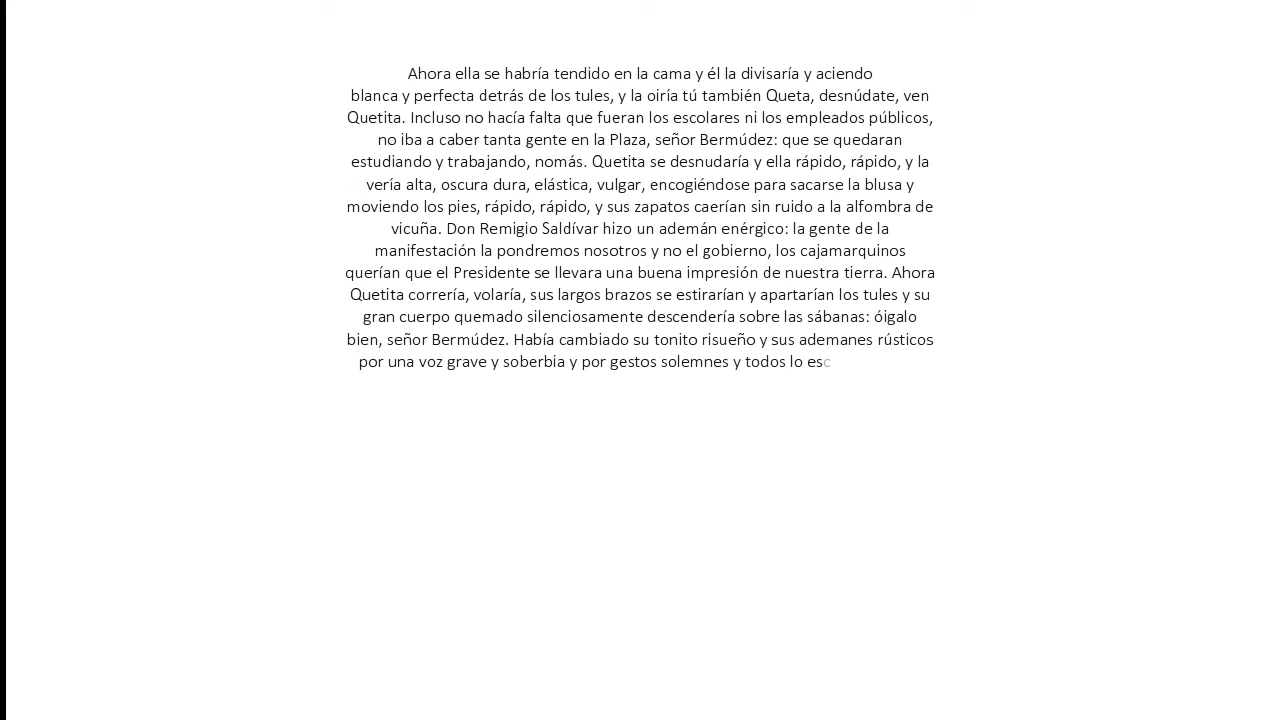 Ahora ella se habría tendido en la cama y él la divisaría y aciendo
blanca y perfecta detrás de los tules, y la oiría tú también Queta, desnúdate, ven
Quetita. Incluso no hacía falta que fueran los escolares ni los empleados públicos,
no iba a caber tanta gente en la Plaza, señor Bermúdez: que se quedaran
estudiando y trabajando, nomás. Quetita se desnudaría y ella rápido, rápido, y la
vería alta, oscura dura, elástica, vulgar, encogiéndose para sacarse la blusa y
moviendo los pies, rápido, rápido, y sus zapatos caerían sin ruido a la alfombra de
vicuña. Don Remigio Saldívar hizo un ademán enérgico: la gente de la
manifestación la pondremos nosotros y no el gobierno, los cajamarquinos
querían que el Presidente se llevara una buena impresión de nuestra tierra. Ahora
Quetita correría, volaría, sus largos brazos se estirarían y apartarían los tules y su
gran cuerpo quemado silenciosamente descendería sobre las sábanas: óigalo
bien, señor Bermúdez. Había cambiado su tonito risueño y sus ademanes rústicos
por una voz grave y soberbia y por gestos solemnes y todos lo esc